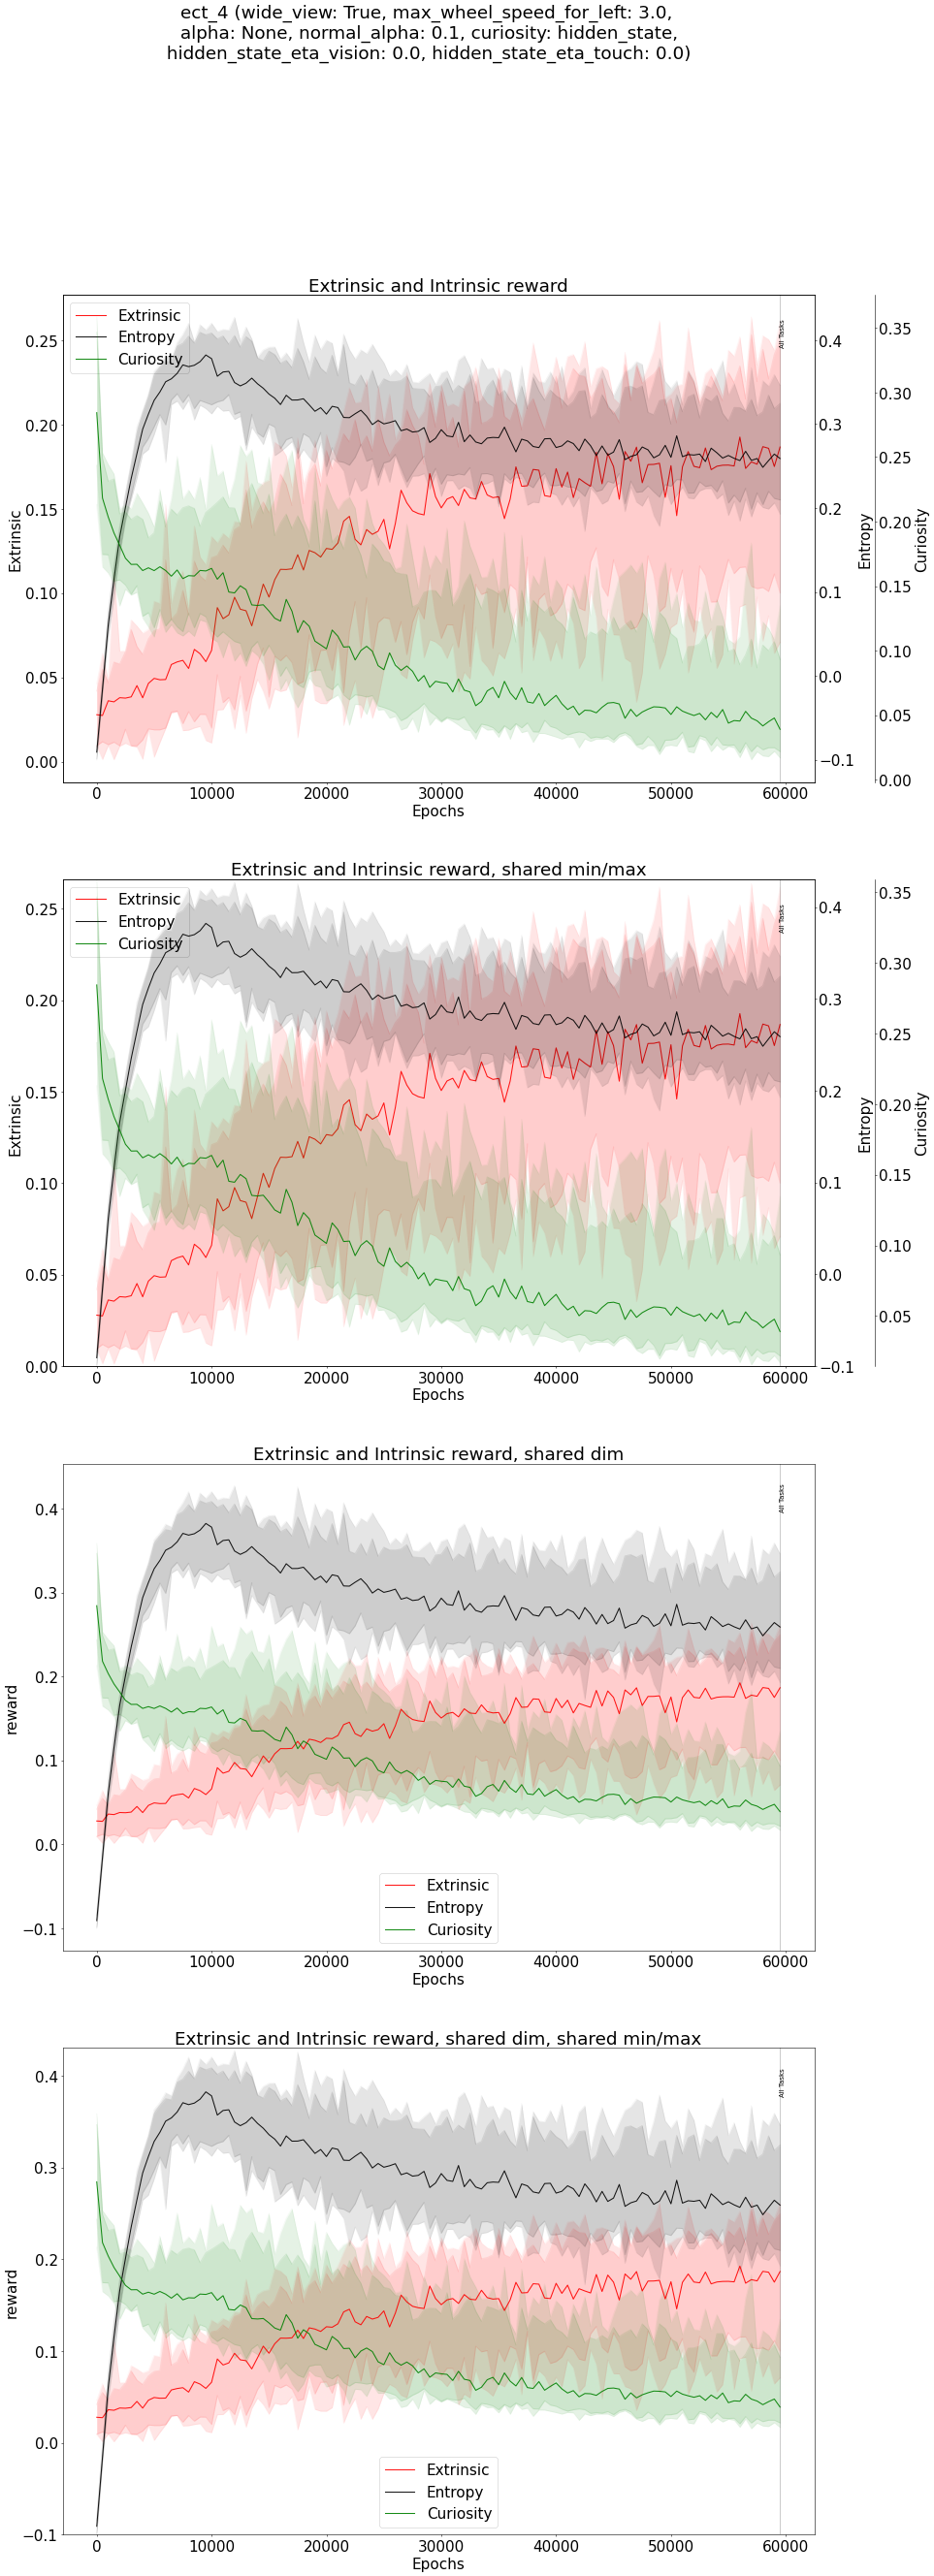 ect_4 (wide_view: True, max_wheel_speed_for_left: 3.0,
alpha: None, normal_alpha: 0.1, curiosity: hidden_state,
hidden_state_eta_vision: 0.0, hidden_state_eta_touch: 0.0)
Extrinsic and Intrinsic reward
Extrinsic
Entropy
Curiosity
All Tasks
0.25
0.20
0.15
0.10
0.05
0.00
Extrinsic
0.4
0.3
0.2
0.1
0.0
−0.1
Entropy
0.35
0.30
0.25
0.20
0.15
0.10
0.05
0.00
Curiosity
0 10000 20000 30000 40000 50000 60000
Epochs
Extrinsic and Intrinsic reward, shared min/max
Extrinsic
Entropy
Curiosity
All Tasks
0.25
0.20
0.15
0.10
0.05
0.00
Extrinsic
0.4
0.3
0.2
0.1
0.0
−0.1
Entropy
0.35
0.30
0.25
0.20
0.15
0.10
0.05
Curiosity
0 10000 20000 30000 40000 50000 60000
Epochs
Extrinsic and Intrinsic reward, shared dim
All Tasks
0.4
0.3
0.2
0.1
0.0
−0.1
reward
Extrinsic
Entropy
Curiosity
0 10000 20000 30000 40000 50000 60000
Epochs
Extrinsic and Intrinsic reward, shared dim, shared min/max
All Tasks
0.4
0.3
0.2
0.1
0.0
−0.1
reward
Extrinsic
Entropy
Curiosity
0 10000 20000 30000 40000 50000 60000
Epochs